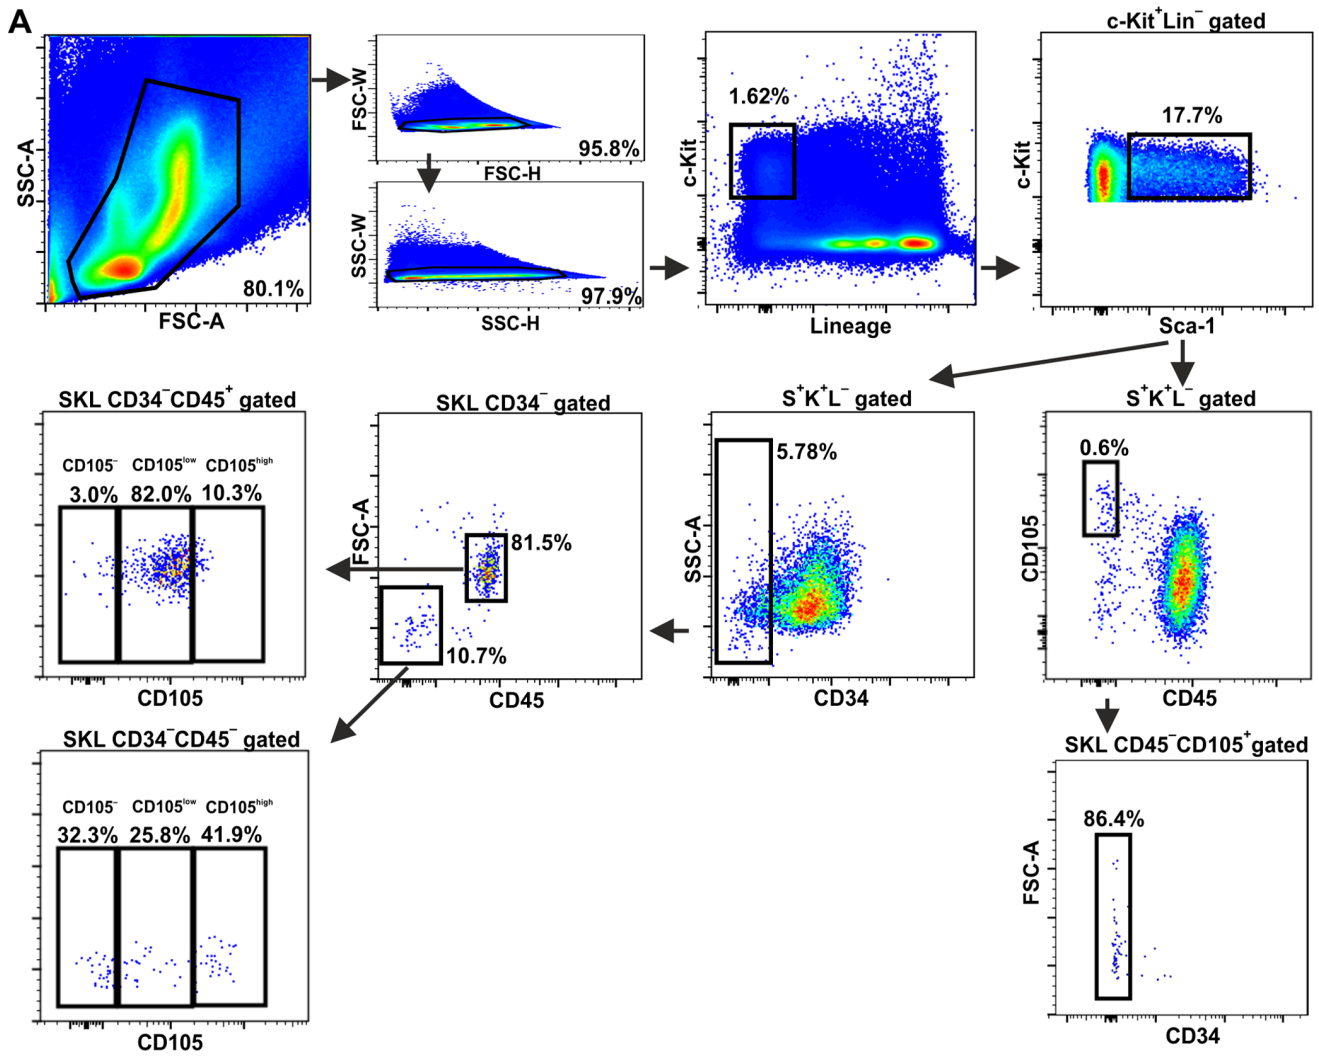 A
SSC-A
80.1%
FSC-A
FSC-W
95.8%
FSC-H
SSC-W
97.9%
SSC-H
c-Kit
1.62%
Lineage
c-Kit⁺Lin⁻ gated
c-Kit
17.7%
Sca-1
SKL CD34⁻CD45⁺ gated
CD105⁻ CD105ˡᵒʷ CD105ʰⁱᵍʰ
3.0% 82.0% 10.3%
CD105
SKL CD34⁻ gated
FSC-A
81.5%
10.7%
CD45
S⁺K⁺L⁻ gated
SSC-A
5.78%
CD34
S⁺K⁺L⁻ gated
CD105
0.6%
CD45
SKL CD34⁻CD45⁻ gated
CD105⁻ CD105ˡᵒʷ CD105ʰⁱᵍʰ
32.3% 25.8% 41.9%
CD105
SKL CD45⁻CD105⁺gated
FSC-A
86.4%
CD34